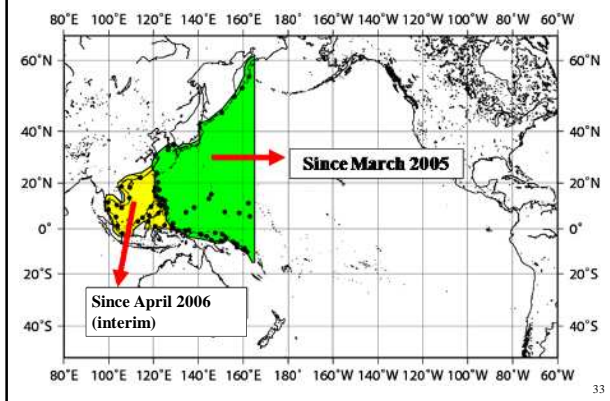 80°E 100°E 120°E 140°E 160°E 180° 160°W 140°W 120°W 100°W 80°W 60°W
60°N 60°N
40°N 40°N
Since March 2005
20°N 20°N
0° 0°
20°S 20°S
Since April 2006
(interim)
40°S 40°S
80°E 100°E 120°E 140°E 160°E 180° 160°W 140°W 120°W 100°W 80°W 60°W
33